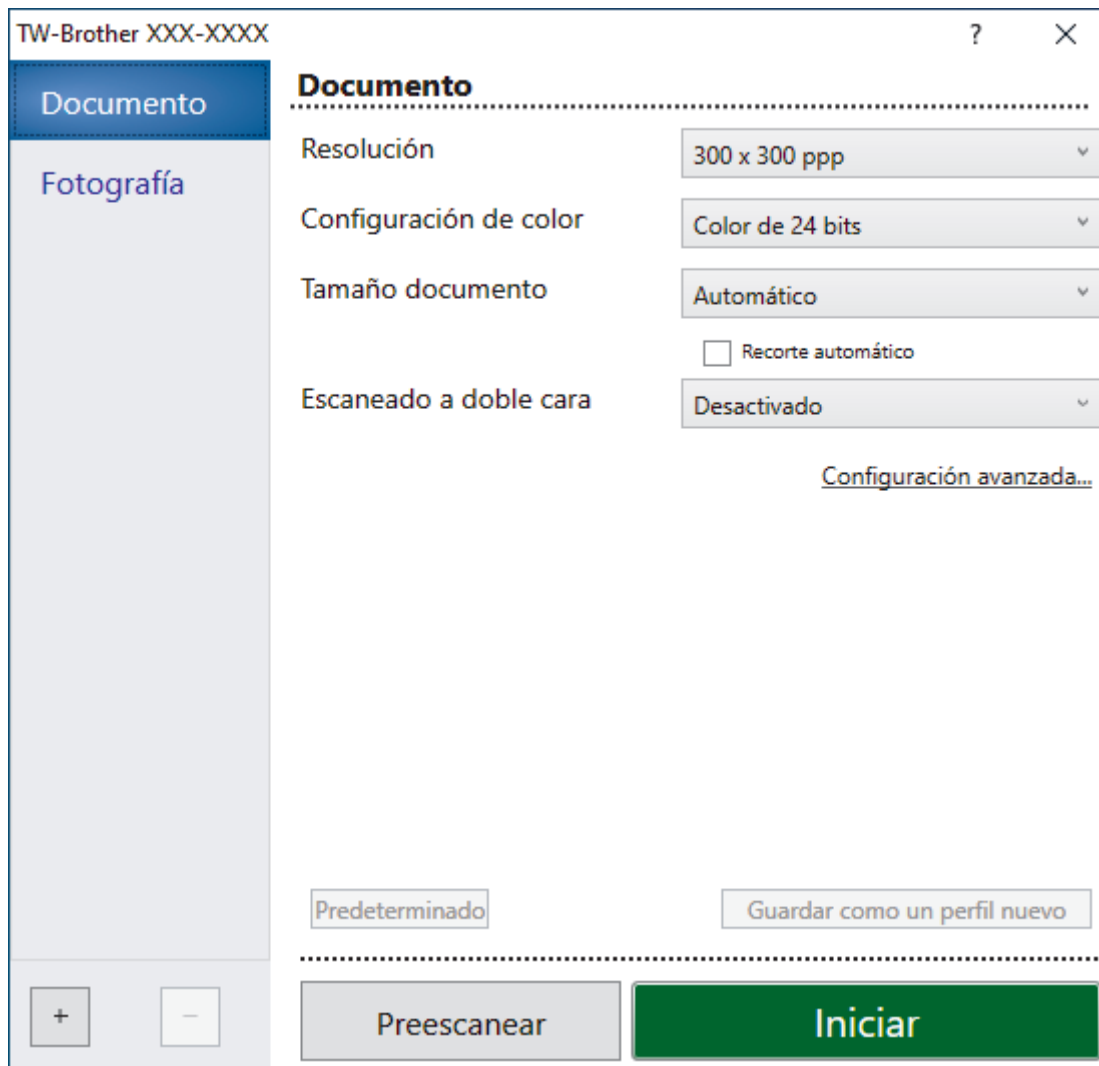 TW-Brother XXX-XXXX
?
Documento
Fotografía
Documento
Resolución
300 x 300 ppp
Configuración de color
Color de 24 bits
Tamaño documento
Automático
Recorte automático
Escaneado a doble cara
Desactivado
Configuración avanzada...
Predeterminado
Guardar como un perfil nuevo
+
−
Preescanear
Iniciar